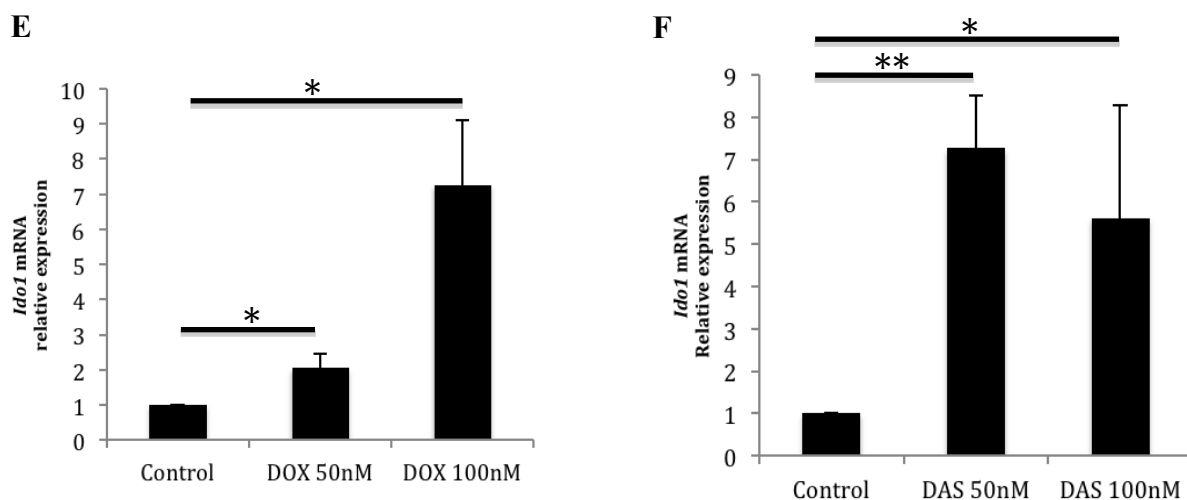 E
*
*
10
9
8
7
6
5
4
3
2
1
0
Ido1 mRNA
relative expression
Control
DOX 50nM
DOX 100nM
F
*
**
9
8
7
6
5
4
3
2
1
0
Ido1 mRNA
Relative expression
Control
DAS 50nM
DAS 100nM